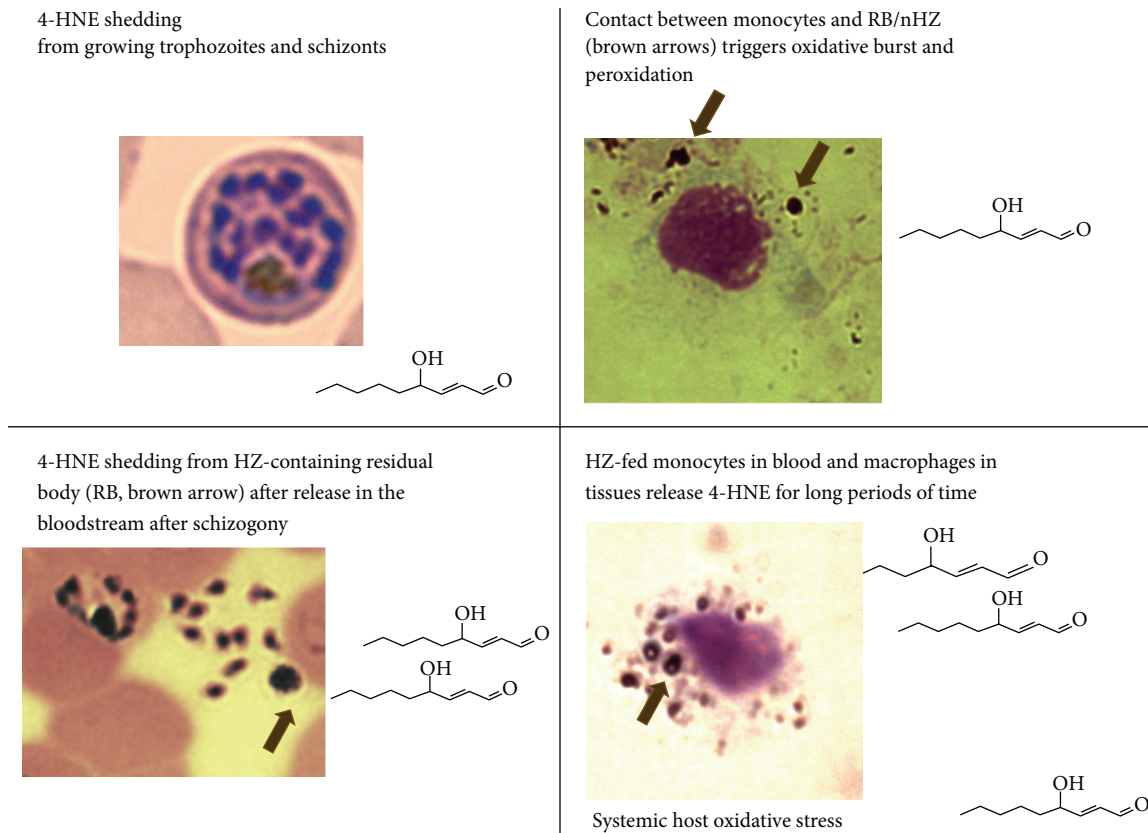 4-HNE shedding
from growing trophozoites and schizonts
OH
O
Contact between monocytes and RB/nHZ
(brown arrows) triggers oxidative burst and
peroxidation
OH
O
4-HNE shedding from HZ-containing residual
body (RB, brown arrow) after release in the
bloodstream after schizogony
OH
O
OH
O
HZ-fed monocytes in blood and macrophages in
tissues release 4-HNE for long periods of time
OH
O
OH
O
Systemic host oxidative stress
OH
O